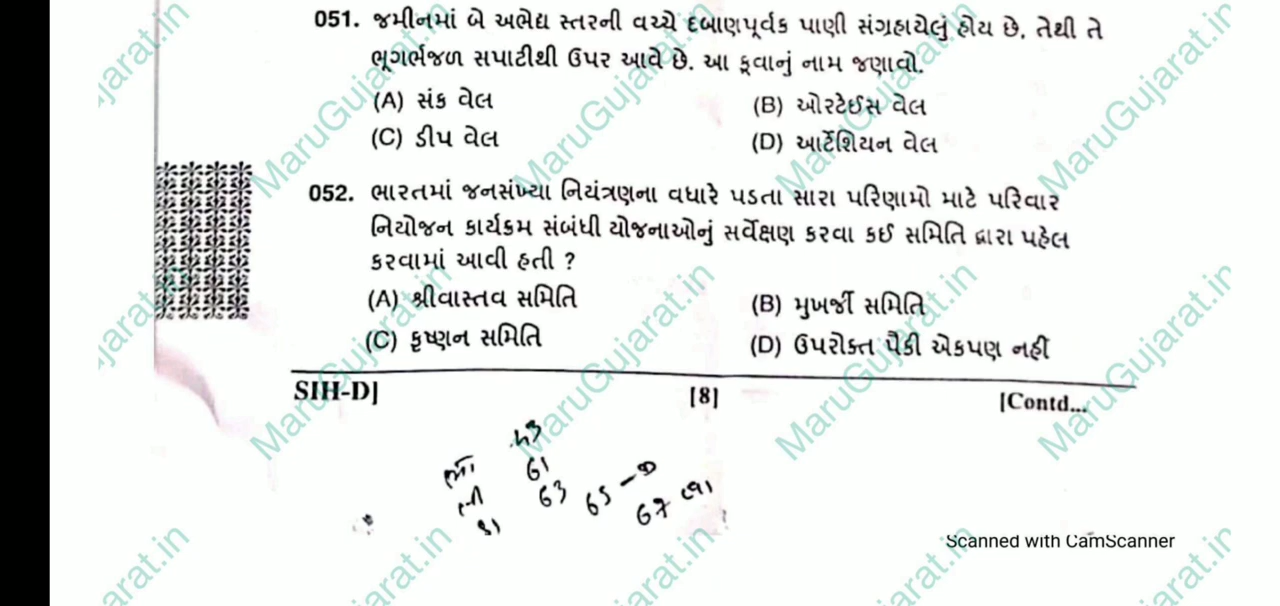 051. જમીનમાં બે અભેદ્ય સ્તરની વચ્ચે દબાણપૂર્વક પાણી સંગ્રહાયેલું હોય છે. તેથી તે
ભૂગર્ભજળ સપાટીથી ઉપર આવે છે. આ કૂવાનું નામ જણાવો.
(A) સંક વેલ (B) ઓરટેઈસ વેલ
(C) ડીપ વેલ (D) આર્ટેશિયન વેલ
052. ભારતમાં જનસંખ્યા નિયંત્રણના વધારે પડતા સારા પરિણામો માટે પરિવાર
નિયોજન કાર્યક્રમ સંબંધી યોજનાઓનું સર્વેક્ષણ કરવા કઈ સમિતિ દ્વારા પહેલ
કરવામાં આવી હતી ?
(A) શ્રીવાસ્તવ સમિતિ (B) મુખર્જી સમિતિ
(C) કૃષ્ણન સમિતિ (D) ઉપરોક્ત પૈકી એકપણ નહીં
SIH-D] [8] [Contd...
61
63 65
67
Scanned with CamScanner
MaruGujarat.in